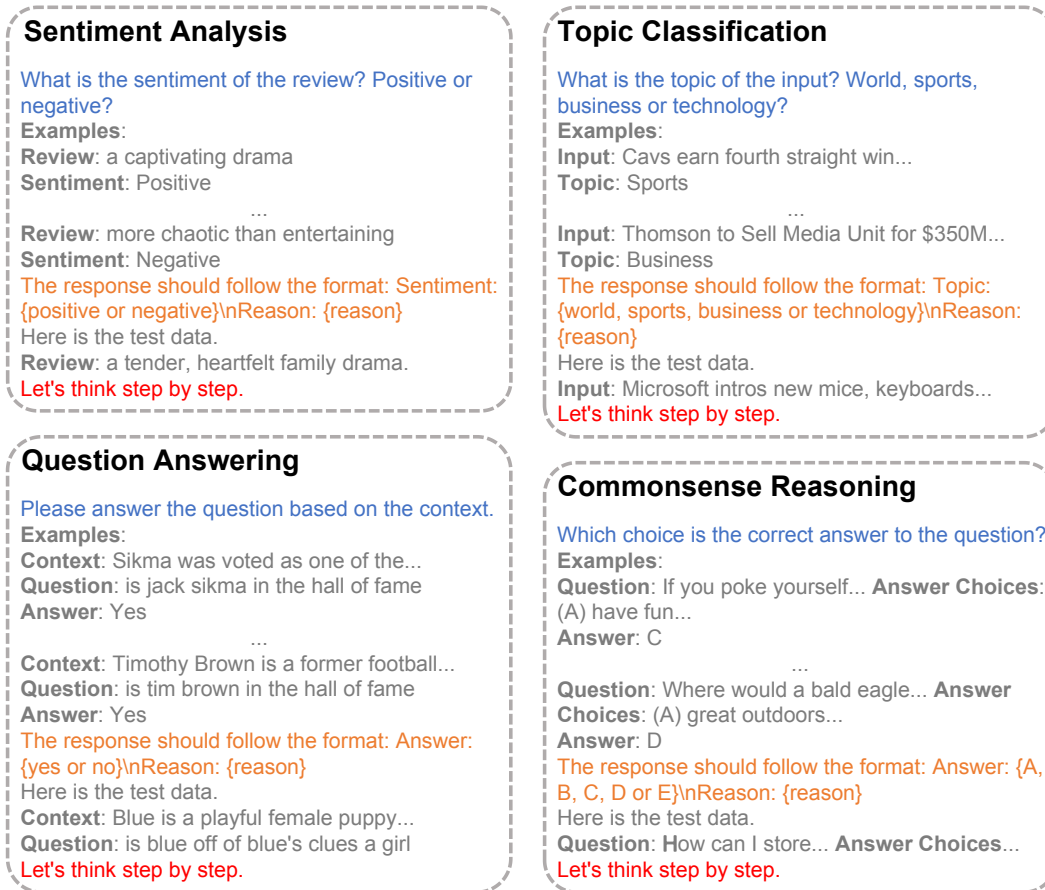 Sentiment Analysis
What is the sentiment of the review? Positive or
negative?
Examples:
Review: a captivating drama
Sentiment: Positive
...
Review: more chaotic than entertaining
Sentiment: Negative
The response should follow the format: Sentiment:
{positive or negative}\nReason: {reason}
Here is the test data.
Review: a tender, heartfelt family drama.
Let's think step by step.
Topic Classification
What is the topic of the input? World, sports,
business or technology?
Examples:
Input: Cavs earn fourth straight win...
Topic: Sports
...
Input: Thomson to Sell Media Unit for $350M...
Topic: Business
The response should follow the format: Topic:
{world, sports, business or technology}\nReason:
{reason}
Here is the test data.
Input: Microsoft intros new mice, keyboards...
Let's think step by step.
Question Answering
Please answer the question based on the context.
Examples:
Context: Sikma was voted as one of the...
Question: is jack sikma in the hall of fame
Answer: Yes
...
Context: Timothy Brown is a former football...
Question: is tim brown in the hall of fame
Answer: Yes
The response should follow the format: Answer:
{yes or no}\nReason: {reason}
Here is the test data.
Context: Blue is a playful female puppy...
Question: is blue off of blue's clues a girl
Let's think step by step.
Commonsense Reasoning
Which choice is the correct answer to the question?
Examples:
Question: If you poke yourself... Answer Choices:
(A) have fun...
Answer: C
...
Question: Where would a bald eagle... Answer
Choices: (A) great outdoors...
Answer: D
The response should follow the format: Answer: {A,
B, C, D or E}\nReason: {reason}
Here is the test data.
Question: How can I store... Answer Choices...
Let's think step by step.